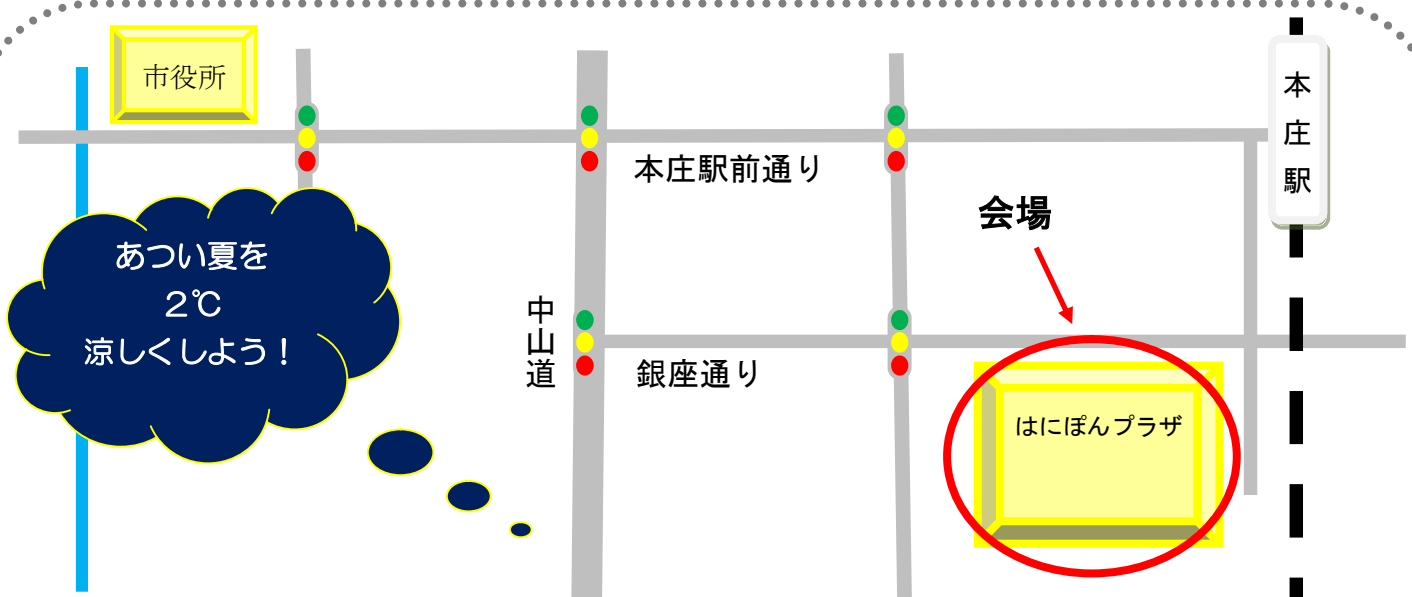 市役所
本庄駅
本庄駅前通り
会場
あつい夏を
２℃
涼しくしよう！
中山道
銀座通り
はにぽんプラザ